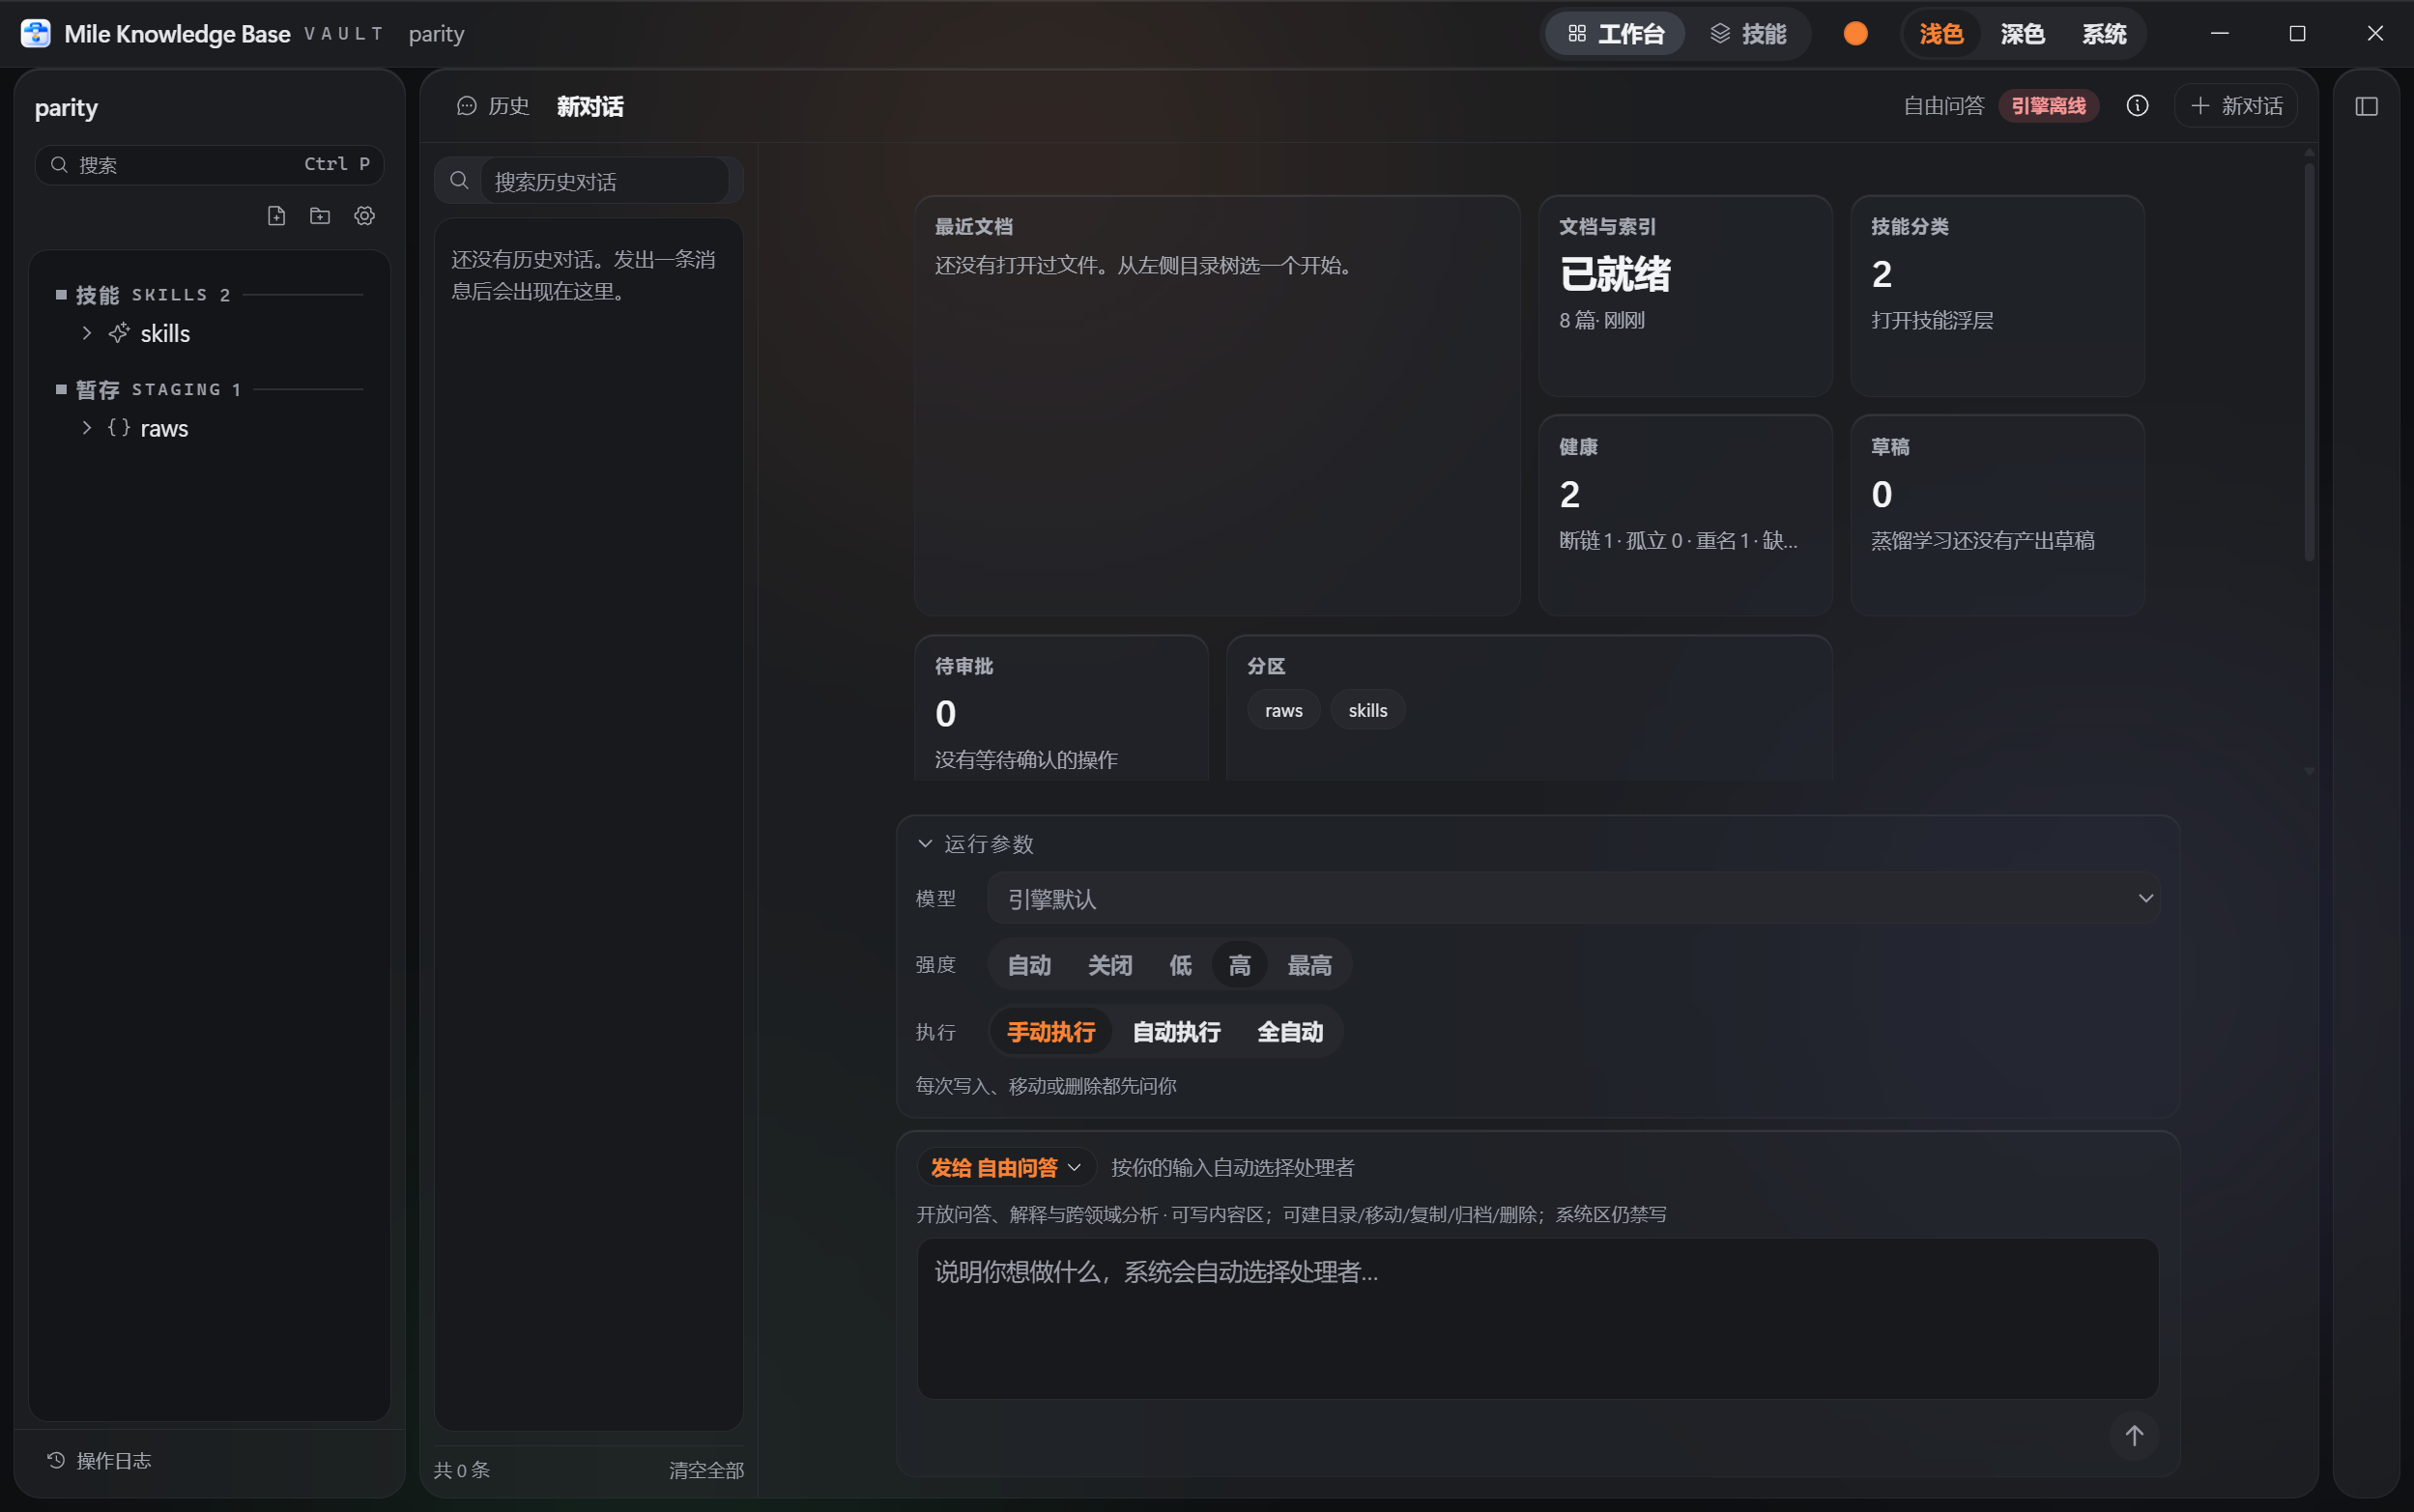 Mile Knowledge Base VAULT parity
工作台 技能 浅色 深色 系统
parity
搜索 Ctrl P
技能 SKILLS 2
skills
暂存 STAGING 1
raws
操作日志
历史 新对话
自由问答 引擎离线 新对话
搜索历史对话
还没有历史对话。发出一条消
息后会出现在这里。
共 0 条 清空全部
最近文档
还没有打开过文件。从左侧目录树选一个开始。
文档与索引
已就绪
8 篇· 刚刚
技能分类
2
打开技能浮层
健康
2
断链 1 · 孤立 0 · 重名 1 · 缺...
草稿
0
蒸馏学习还没有产出草稿
待审批
0
没有等待确认的操作
分区
raws skills
运行参数
模型 引擎默认
强度 自动 关闭 低 高 最高
执行 手动执行 自动执行 全自动
每次写入、移动或删除都先问你
发给 自由问答 按你的输入自动选择处理者
开放问答、解释与跨领域分析 · 可写内容区；可建目录/移动/复制/归档/删除；系统区仍禁写
说明你想做什么，系统会自动选择处理者...